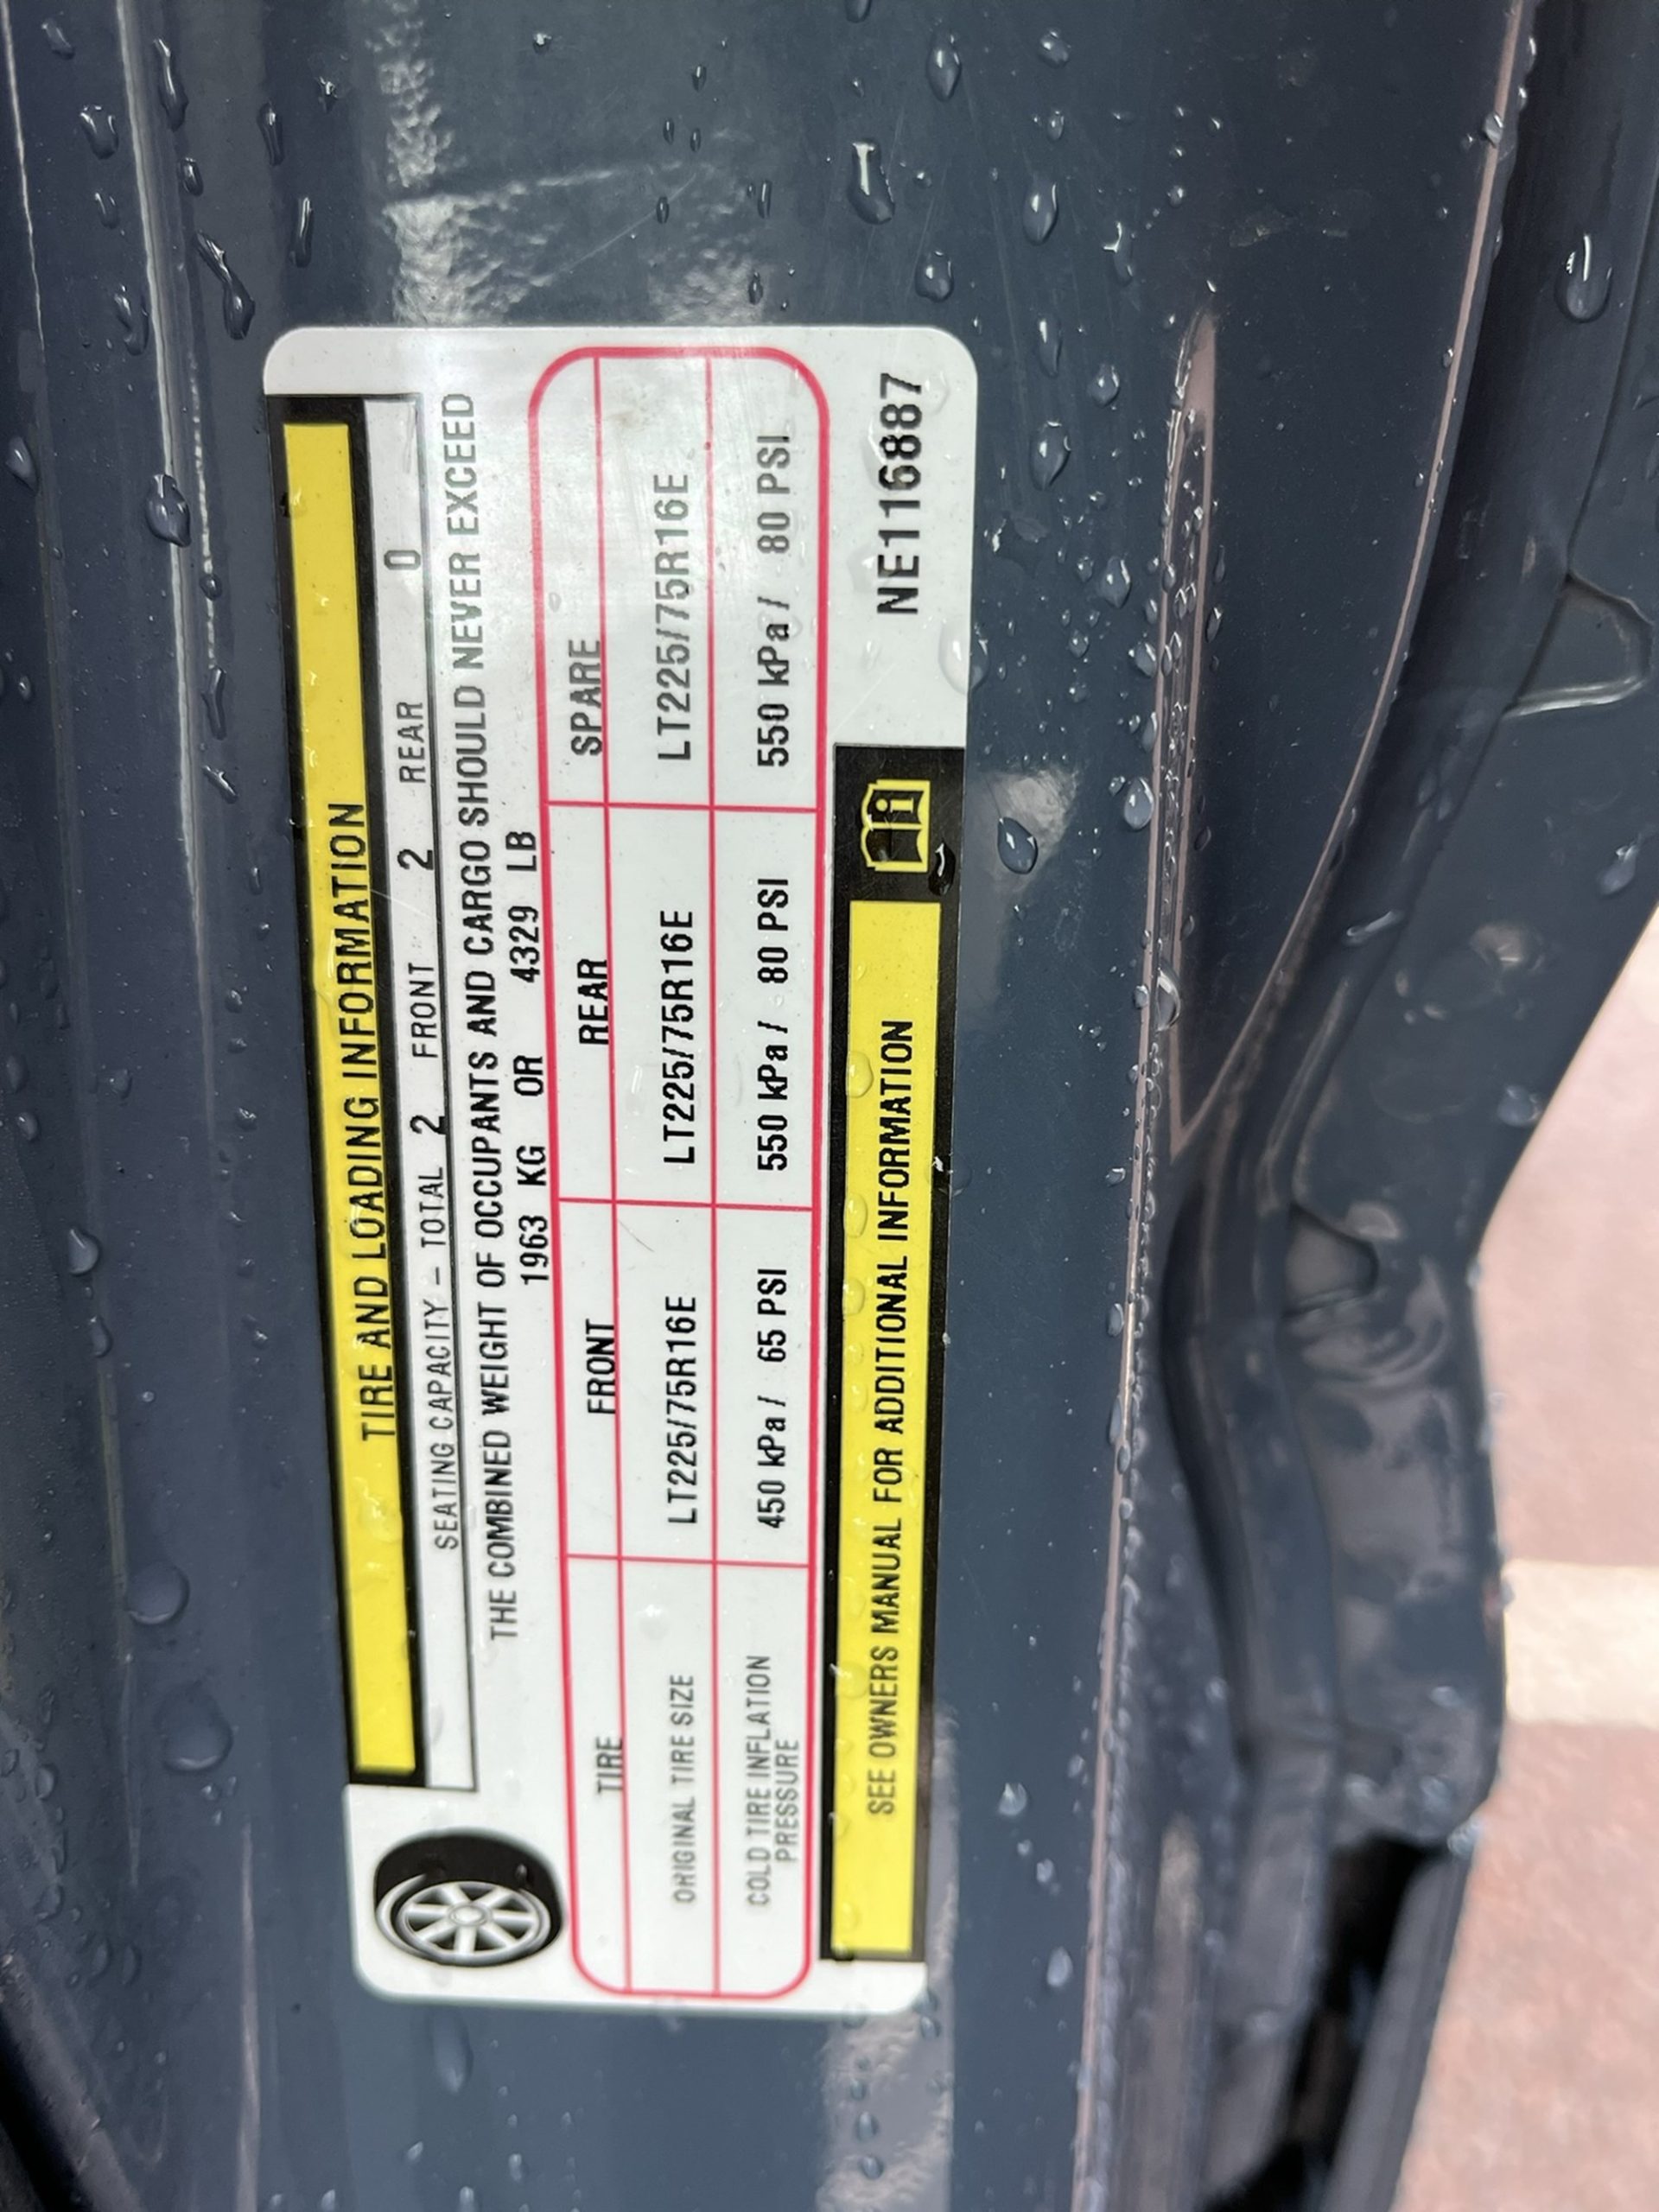 TIRE AND LOADING INFORMATION
SEATING CAPACITY – TOTAL 2 FRONT 2 REAR 0
THE COMBINED WEIGHT OF OCCUPANTS AND CARGO SHOULD NEVER EXCEED
1963 KG OR 4329 LB
TIRE FRONT REAR SPARE
ORIGINAL TIRE SIZE LT225/75R16E LT225/75R16E LT225/75R16E
COLD TIRE INFLATION PRESSURE 450 kPa / 65 PSI 550 kPa / 80 PSI 550 kPa / 80 PSI
SEE OWNERS MANUAL FOR ADDITIONAL INFORMATION
NE116887